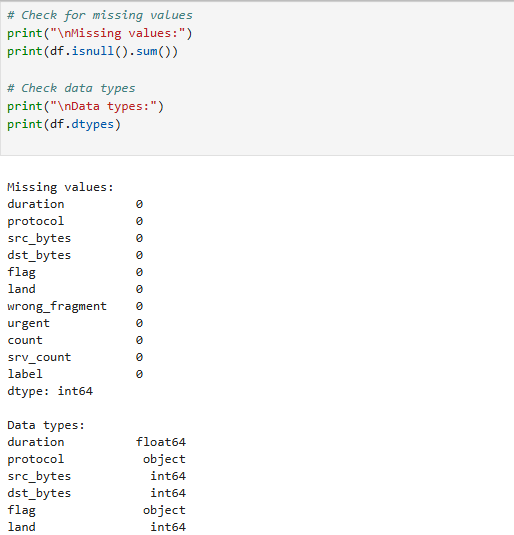 # Check for missing values
print("\nMissing values:")
print(df.isnull().sum())
# Check data types
print("\nData types:")
print(df.dtypes)
Missing values:
duration 0
protocol 0
src_bytes 0
dst_bytes 0
flag 0
land 0
wrong_fragment 0
urgent 0
count 0
srv_count 0
label 0
dtype: int64
Data types:
duration float64
protocol object
src_bytes int64
dst_bytes int64
flag object
land int64